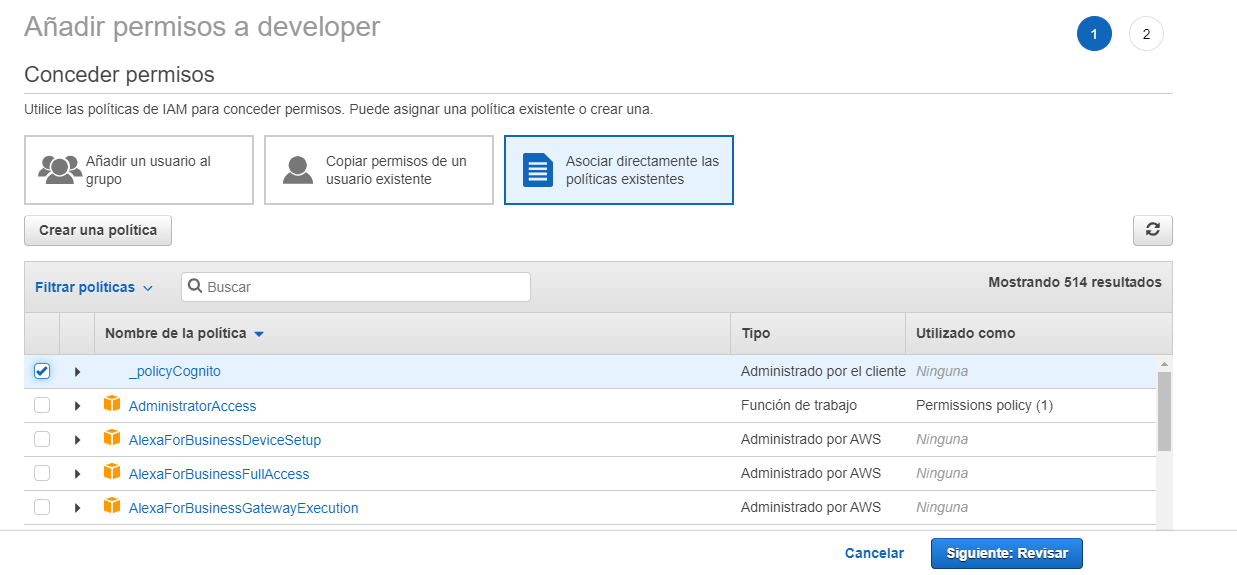 Añadir permisos a developer
1
2
Conceder permisos
Utilice las políticas de IAM para conceder permisos. Puede asignar una política existente o crear una.
Añadir un usuario al
grupo
Copiar permisos de un
usuario existente
Asociar directamente las
políticas existentes
Crear una política
Filtrar políticas
Buscar
Mostrando 514 resultados
Nombre de la política
Tipo
Utilizado como
_policyCognito
Administrado por el cliente
Ninguna
AdministratorAccess
Función de trabajo
Permissions policy (1)
AlexaForBusinessDeviceSetup
Administrado por AWS
Ninguna
AlexaForBusinessFullAccess
Administrado por AWS
Ninguna
AlexaForBusinessGatewayExecution
Administrado por AWS
Ninguna
Cancelar
Siguiente: Revisar